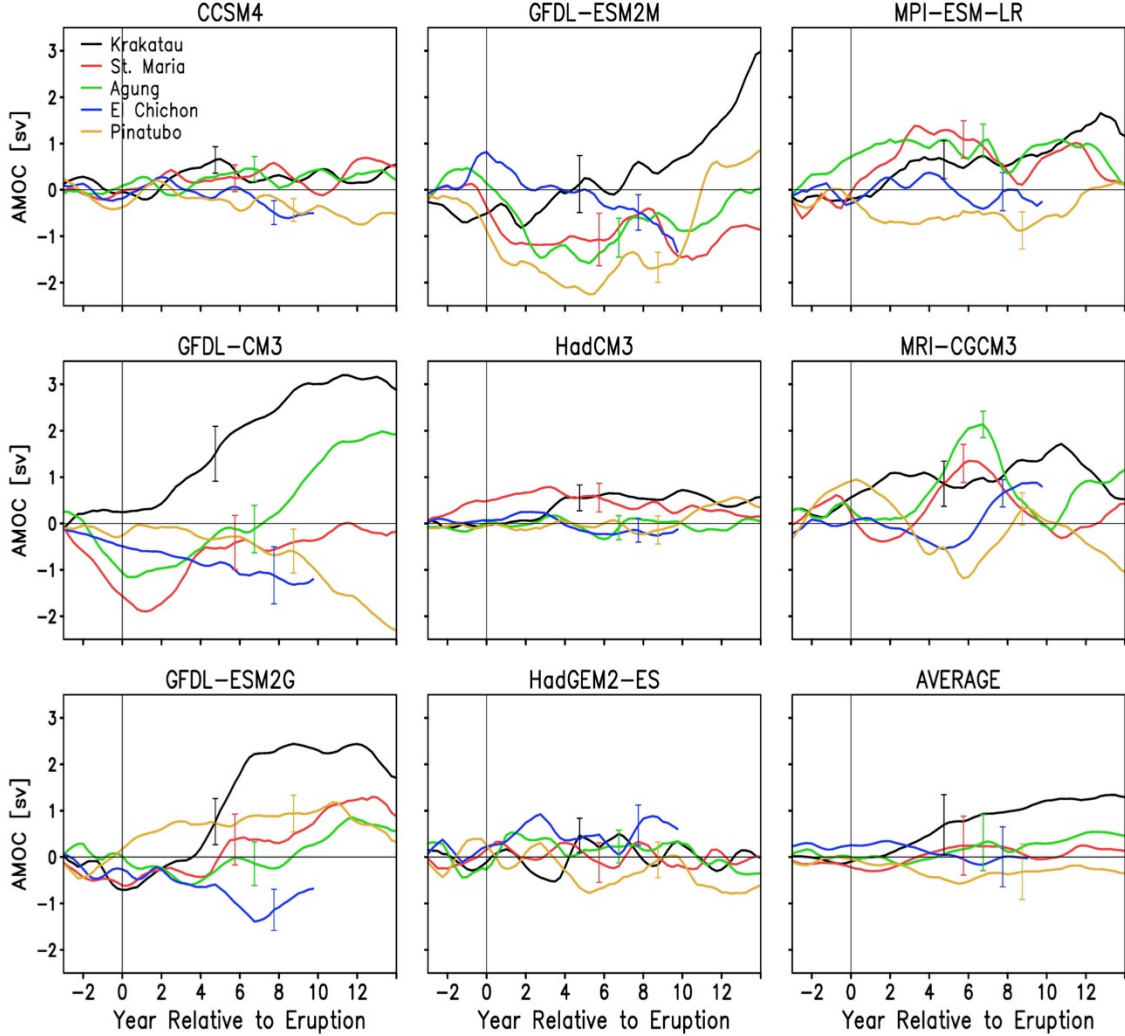 CCSM4
GFDL-ESM2M
MPI-ESM-LR
AMOC [sv]
3
2
1
0
-1
-2
Krakatau
St. Maria
Agung
El Chichon
Pinatubo
GFDL-CM3
HadCM3
MRI-CGCM3
AMOC [sv]
3
2
1
0
-1
-2
GFDL-ESM2G
HadGEM2-ES
AVERAGE
AMOC [sv]
3
2
1
0
-1
-2
-2 0 2 4 6 8 10 12
-2 0 2 4 6 8 10 12
-2 0 2 4 6 8 10 12
Year Relative to Eruption
Year Relative to Eruption
Year Relative to Eruption